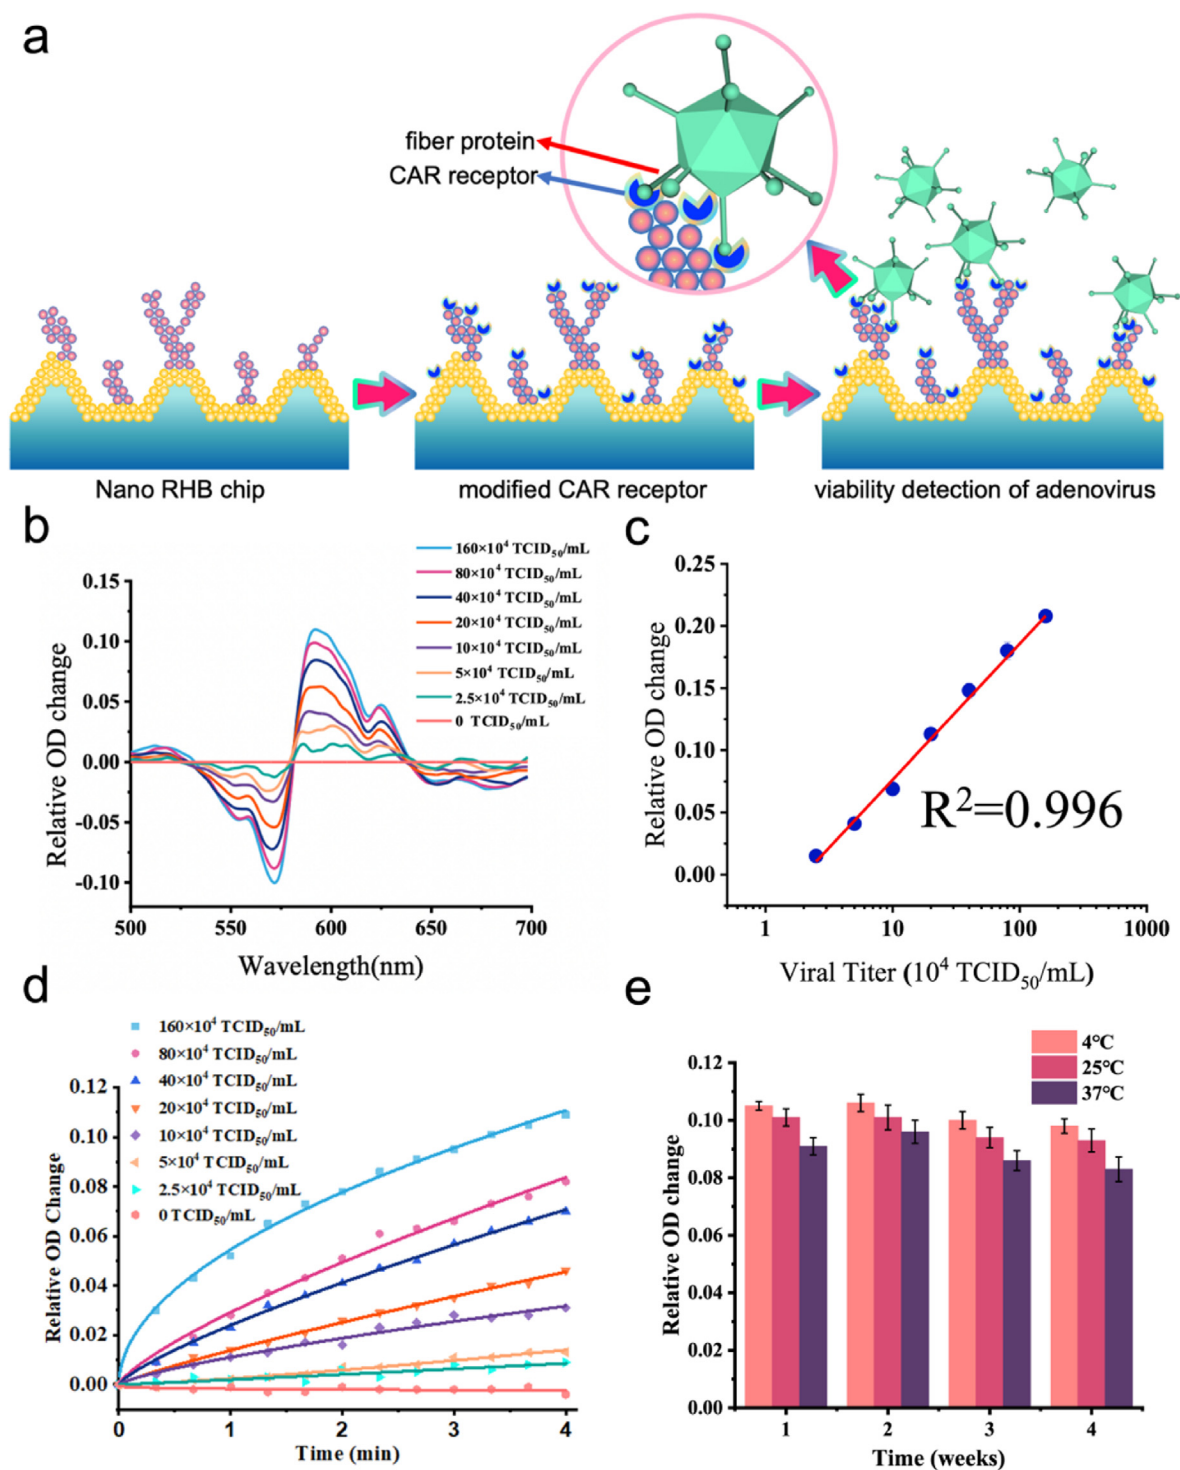 a
fiber protein
CAR receptor
Nano RHB chip
modified CAR receptor
viability detection of adenovirus
b
160×10⁴ TCID₅₀/mL
80×10⁴ TCID₅₀/mL
40×10⁴ TCID₅₀/mL
20×10⁴ TCID₅₀/mL
10×10⁴ TCID₅₀/mL
5×10⁴ TCID₅₀/mL
2.5×10⁴ TCID₅₀/mL
0 TCID₅₀/mL
Relative OD change
0.15
0.10
0.05
0.00
-0.05
-0.10
500 550 600 650 700
Wavelength(nm)
c
Relative OD change
0.25
0.20
0.15
0.10
0.05
0.00
R²=0.996
1 10 100 1000
Viral Titer (10⁴ TCID₅₀/mL)
d
160×10⁴ TCID₅₀/mL
80×10⁴ TCID₅₀/mL
40×10⁴ TCID₅₀/mL
20×10⁴ TCID₅₀/mL
10×10⁴ TCID₅₀/mL
5×10⁴ TCID₅₀/mL
2.5×10⁴ TCID₅₀/mL
0 TCID₅₀/mL
Relative OD Change
0.12
0.10
0.08
0.06
0.04
0.02
0.00
0 1 2 3 4
Time (min)
e
4°C
25°C
37°C
Relative OD change
0.12
0.10
0.08
0.06
0.04
0.02
0.00
1 2 3 4
Time (weeks)